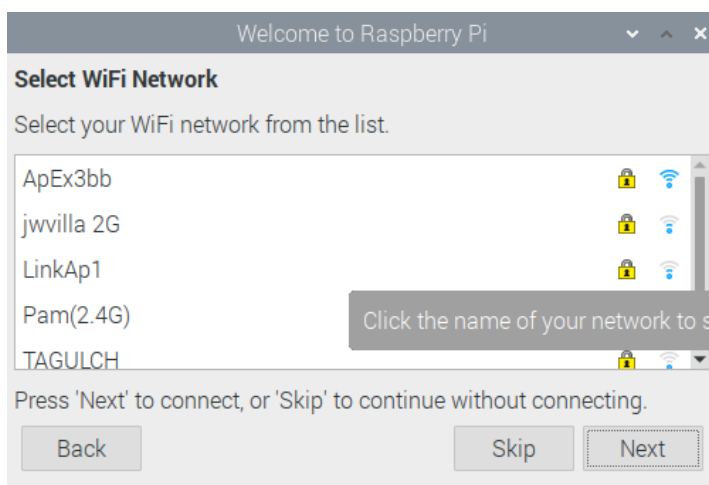 Welcome to Raspberry Pi
Select WiFi Network
Select your WiFi network from the list.
ApEx3bb
jwvilla 2G
LinkAp1
Pam(2.4G)
Click the name of your network to s
TAGULCH
Press 'Next' to connect, or 'Skip' to continue without connecting.
Back Skip Next